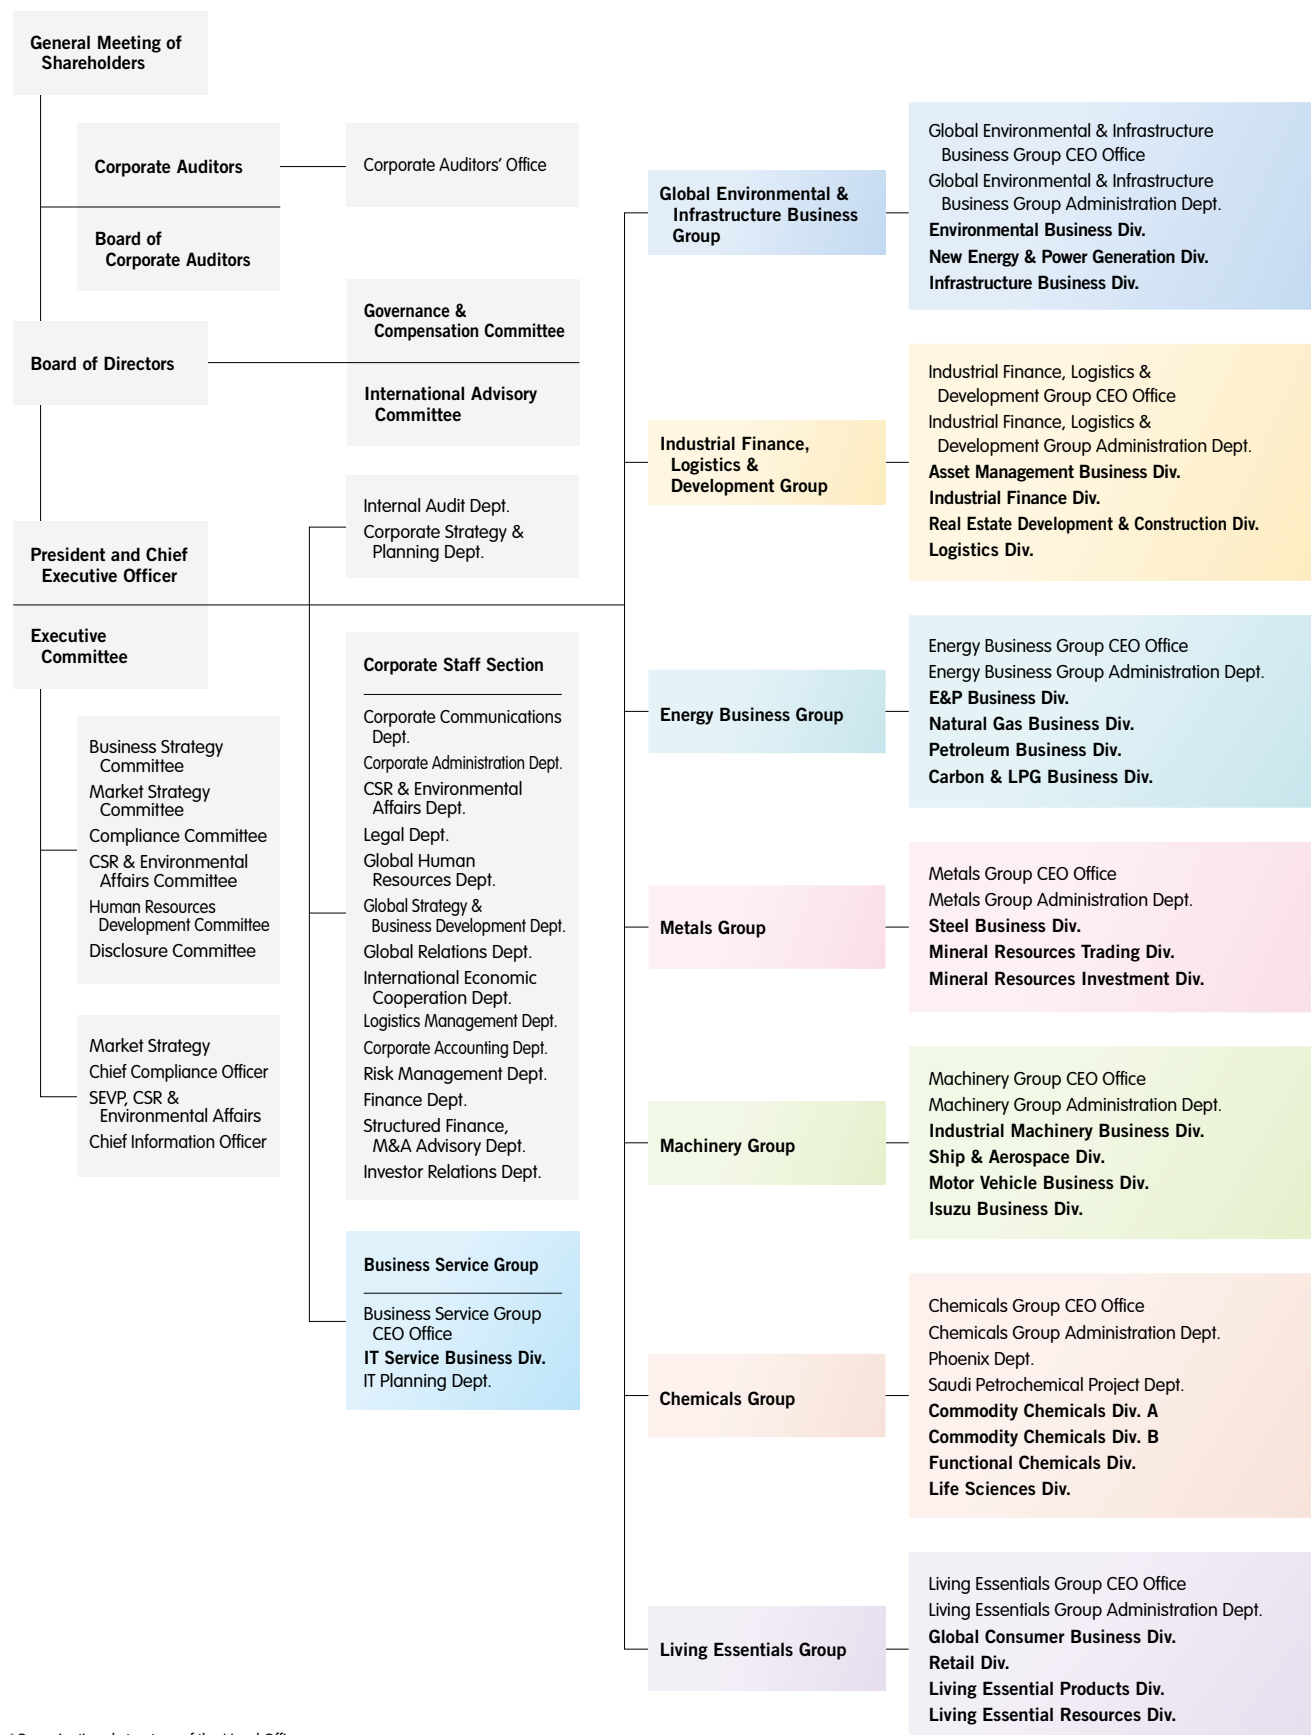 General Meeting of
Shareholders
Corporate Auditors
Corporate Auditors’ Office
Board of
Corporate Auditors
Governance &
Compensation Committee
Board of Directors
International Advisory
Committee
Internal Audit Dept.
Corporate Strategy &
Planning Dept.
President and Chief
Executive Officer
Executive
Committee
Business Strategy
Committee
Market Strategy
Committee
Compliance Committee
CSR & Environmental
Affairs Committee
Human Resources
Development Committee
Disclosure Committee
Market Strategy
Chief Compliance Officer
SEVP, CSR &
Environmental Affairs
Chief Information Officer
Corporate Staff Section
Corporate Communications
Dept.
Corporate Administration Dept.
CSR & Environmental
Affairs Dept.
Legal Dept.
Global Human
Resources Dept.
Global Strategy &
Business Development Dept.
Global Relations Dept.
International Economic
Cooperation Dept.
Logistics Management Dept.
Corporate Accounting Dept.
Risk Management Dept.
Finance Dept.
Structured Finance,
M&A Advisory Dept.
Investor Relations Dept.
Business Service Group
Business Service Group
CEO Office
IT Service Business Div.
IT Planning Dept.
Global Environmental &
Infrastructure Business
Group
Global Environmental & Infrastructure
Business Group CEO Office
Global Environmental & Infrastructure
Business Group Administration Dept.
Environmental Business Div.
New Energy & Power Generation Div.
Infrastructure Business Div.
Industrial Finance,
Logistics &
Development Group
Industrial Finance, Logistics &
Development Group CEO Office
Industrial Finance, Logistics &
Development Group Administration Dept.
Asset Management Business Div.
Industrial Finance Div.
Real Estate Development & Construction Div.
Logistics Div.
Energy Business Group
Energy Business Group CEO Office
Energy Business Group Administration Dept.
E&P Business Div.
Natural Gas Business Div.
Petroleum Business Div.
Carbon & LPG Business Div.
Metals Group
Metals Group CEO Office
Metals Group Administration Dept.
Steel Business Div.
Mineral Resources Trading Div.
Mineral Resources Investment Div.
Machinery Group
Machinery Group CEO Office
Machinery Group Administration Dept.
Industrial Machinery Business Div.
Ship & Aerospace Div.
Motor Vehicle Business Div.
Isuzu Business Div.
Chemicals Group
Chemicals Group CEO Office
Chemicals Group Administration Dept.
Phoenix Dept.
Saudi Petrochemical Project Dept.
Commodity Chemicals Div. A
Commodity Chemicals Div. B
Functional Chemicals Div.
Life Sciences Div.
Living Essentials Group
Living Essentials Group CEO Office
Living Essentials Group Administration Dept.
Global Consumer Business Div.
Retail Div.
Living Essential Products Div.
Living Essential Resources Div.